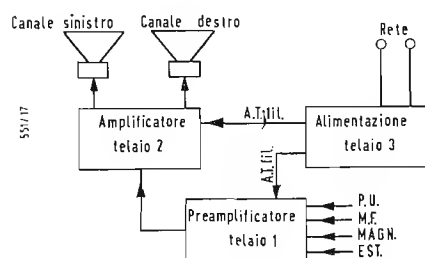 Canale sinistro
Canale destro
Rete
551/17
Amplificatore
telaio 2
A.T. fil.
Alimentazione
telaio 3
A.T. fil.
Preamplificatore
telaio 1
P.U.
M.F.
MAGN.
EST.